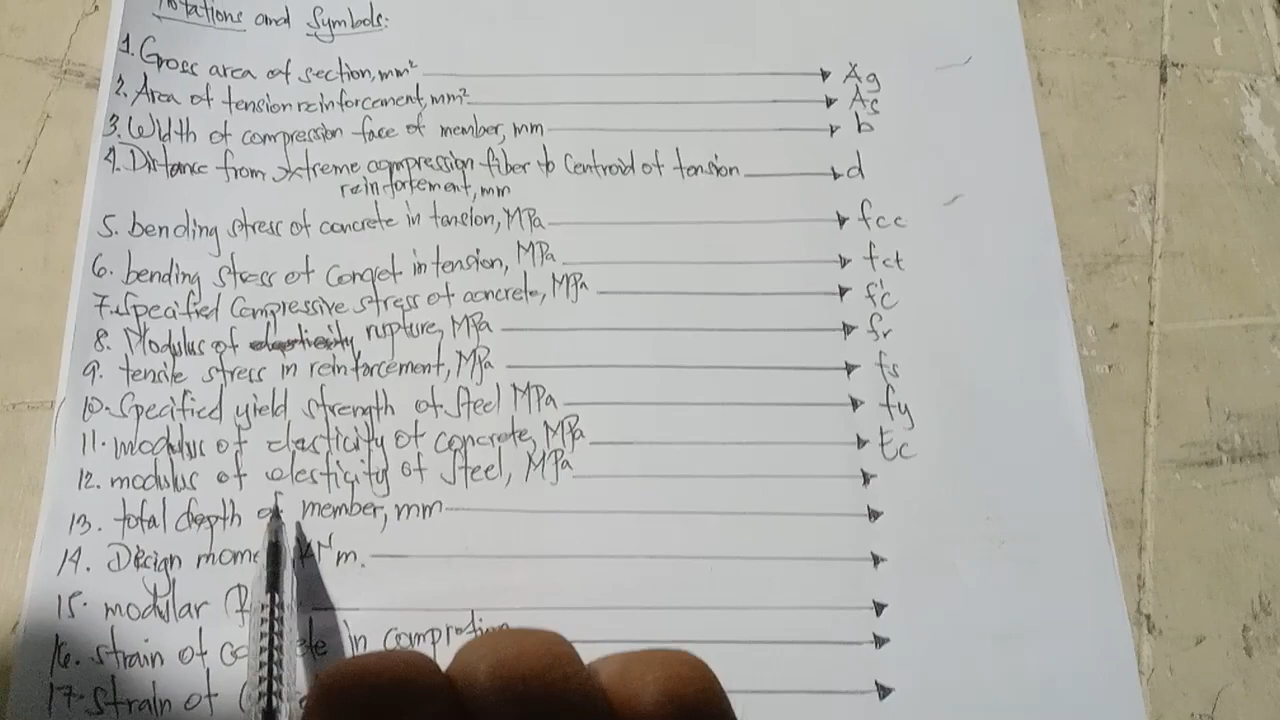 Notations and Symbols:
1. Gross area of section, mm² Ag
2. Area of tension reinforcement, mm² As
3. Width of compression face of member, mm b
4. Distance from extreme compression fiber to Centroid of tension d
reinforcement, mm
5. bending stress of concrete in tension, MPa fcc
6. bending stress of in tension, MPa fct
7. Specified Compressive stress of concrete, MPa f'c
8. Modulus of rupture, MPa fr
9. tensile stress in reinforcement, MPa fs
10. Specified yield strength of steel MPa fy
11. modulus of elasticity of concrete, MPa Ec
12. modulus of elesticity of steel, MPa
13. total depth of member, mm
14. Design m.
15. modular
16. strain of in
17. strain of